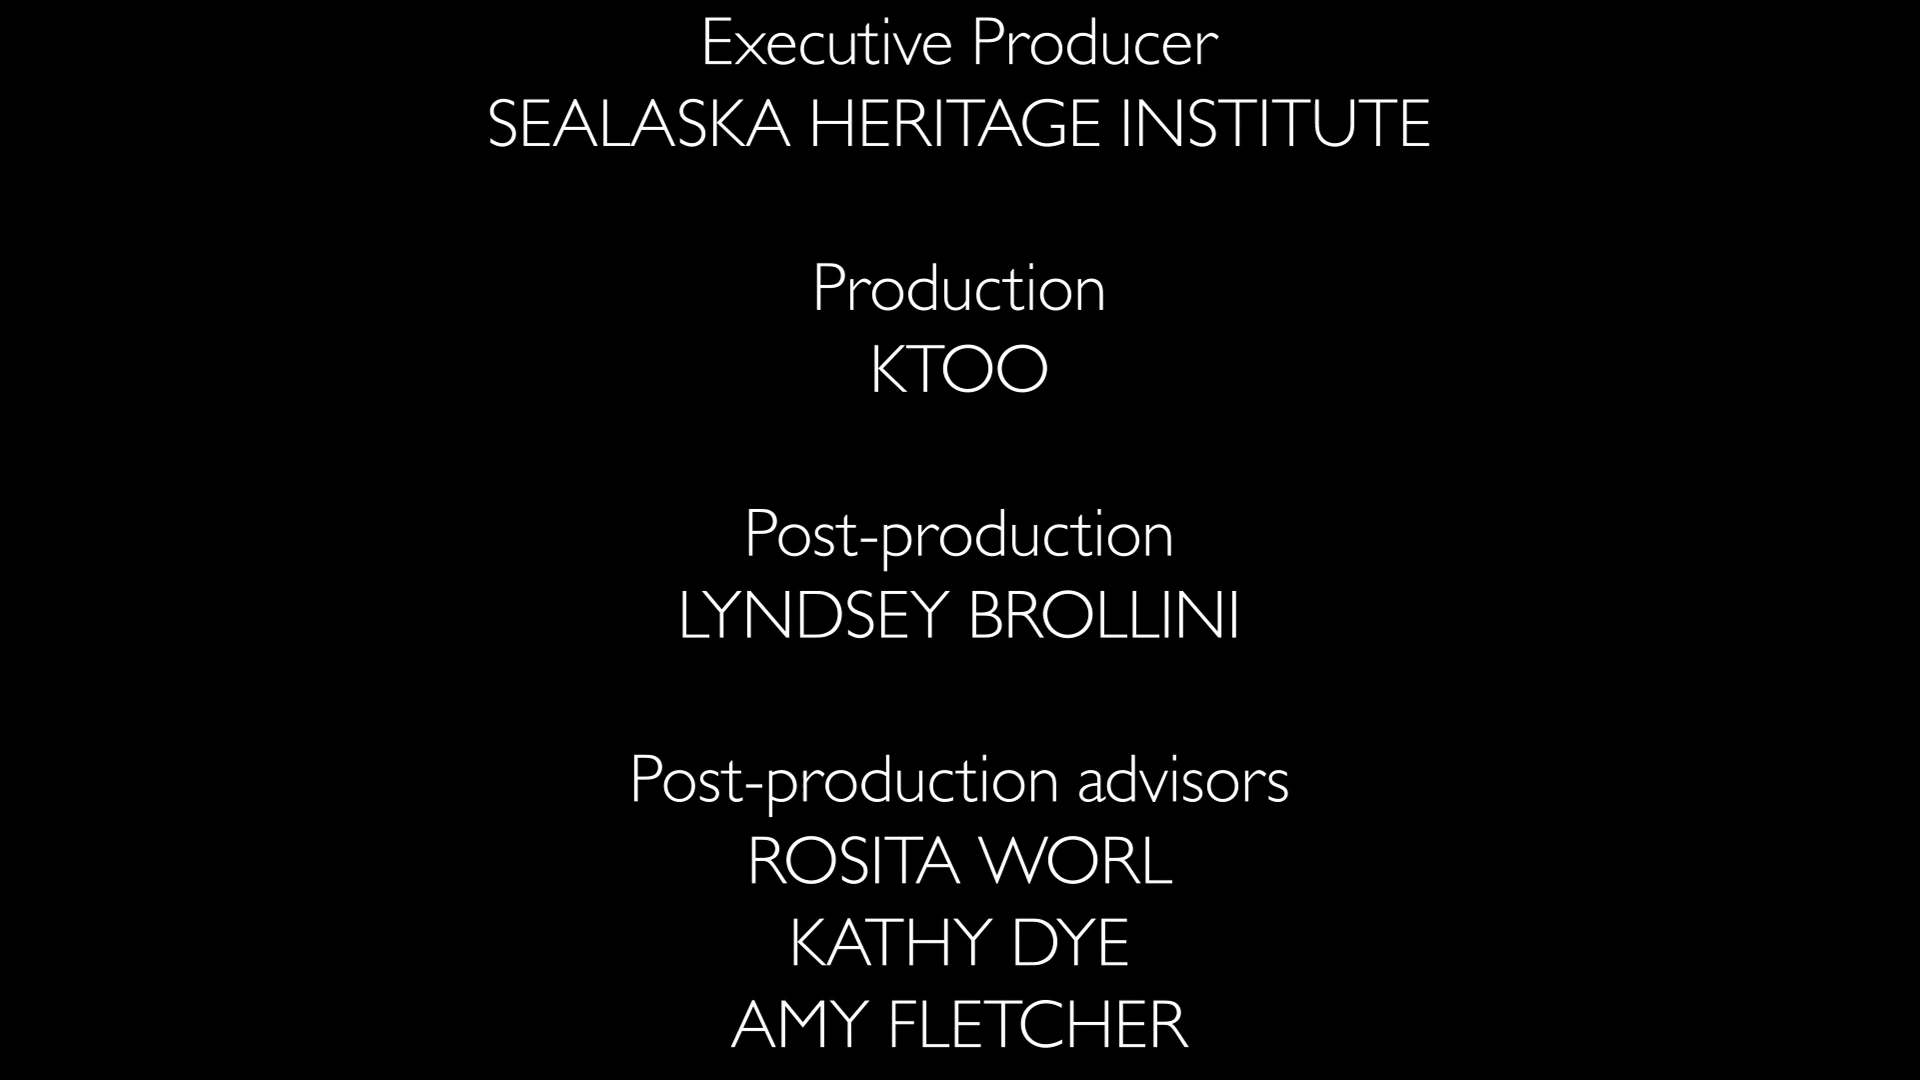 Executive Producer
SEALASKA HERITAGE INSTITUTE
Production
KTOO
Post-production
LYNDSEY BROLLINI
Post-production advisors
ROSITA WORL
KATHY DYE
AMY FLETCHER